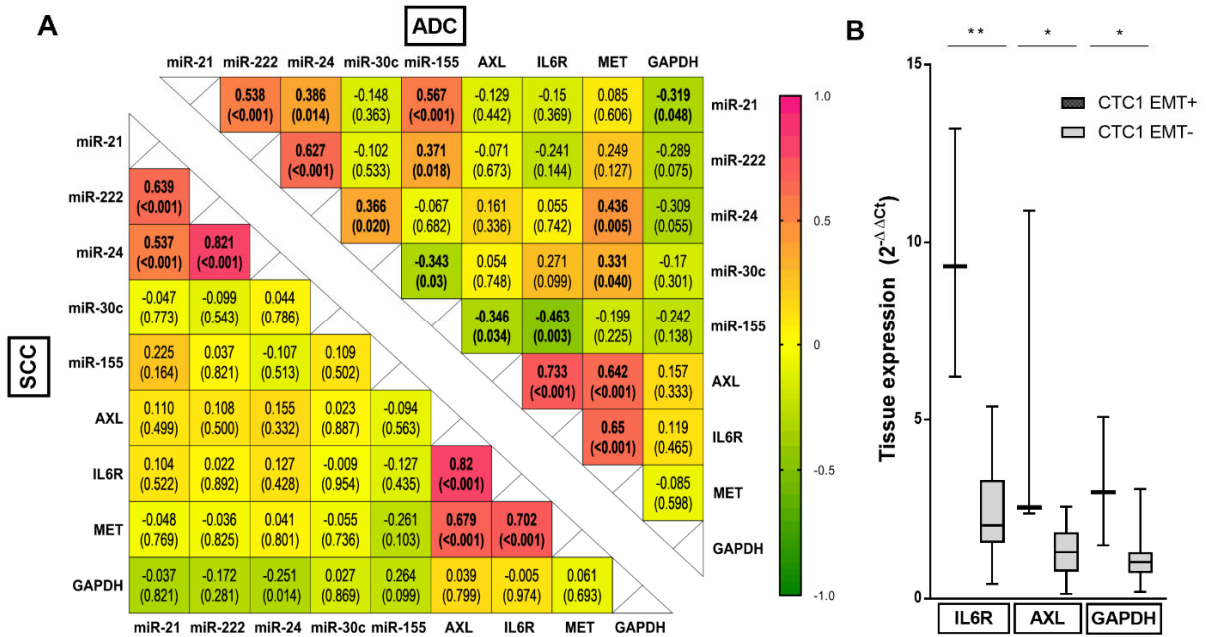 A
ADC
miR-21 miR-222 miR-24 miR-30c miR-155 AXL IL6R MET GAPDH
0.538 0.386 -0.148 0.567 -0.129 -0.15 0.085 -0.319 miR-21
(<0.001) (0.014) (0.363) (<0.001) (0.442) (0.369) (0.606) (0.048)
0.627 -0.102 0.371 -0.071 -0.241 0.249 -0.289 miR-222
(<0.001) (0.533) (0.018) (0.673) (0.144) (0.127) (0.075)
0.366 -0.067 0.161 0.055 0.436 -0.309 miR-24
(0.020) (0.682) (0.336) (0.742) (0.005) (0.055)
-0.343 0.054 0.271 0.331 -0.17 miR-30c
(0.03) (0.748) (0.099) (0.040) (0.301)
-0.346 -0.463 -0.199 -0.242 miR-155
(0.034) (0.003) (0.225) (0.138)
0.733 0.642 0.157 AXL
(<0.001) (<0.001) (0.333)
0.65 0.119 IL6R
(<0.001) (0.465)
-0.085 MET
(0.598)
GAPDH
SCC
miR-21
miR-222 0.639
(<0.001)
miR-24 0.537 0.821
(<0.001) (<0.001)
miR-30c -0.047 -0.099 0.044
(0.773) (0.543) (0.786)
miR-155 0.225 0.037 -0.107 0.109
(0.164) (0.821) (0.513) (0.502)
AXL 0.110 0.108 0.155 0.023 -0.094
(0.499) (0.500) (0.332) (0.887) (0.563)
IL6R 0.104 0.022 0.127 -0.009 -0.127 0.82
(0.522) (0.892) (0.428) (0.954) (0.435) (<0.001)
MET -0.048 -0.036 0.041 -0.055 -0.261 0.679 0.702
(0.769) (0.825) (0.801) (0.736) (0.103) (<0.001) (<0.001)
GAPDH -0.037 -0.172 -0.251 0.027 0.264 0.039 -0.005 0.061
(0.821) (0.281) (0.014) (0.869) (0.099) (0.799) (0.974) (0.693)
miR-21 miR-222 miR-24 miR-30c miR-155 AXL IL6R MET GAPDH
1.0
0.5
0
-0.5
-1.0
B
** * *
CTC1 EMT+
CTC1 EMT-
Tissue expression (2^-ΔΔCt)
15
10
5
0
IL6R AXL GAPDH